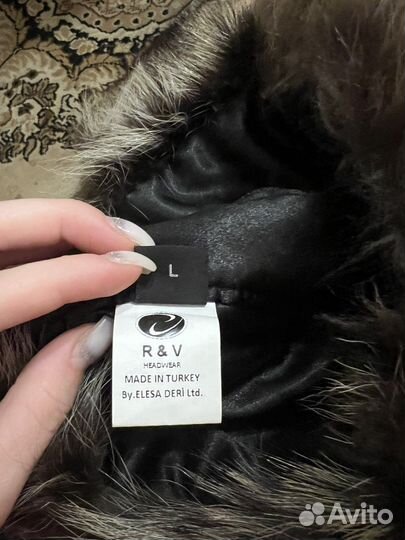 L
R & V
HEADWEAR
MADE IN TURKEY
By.ELESA DERİ Ltd.
Avito